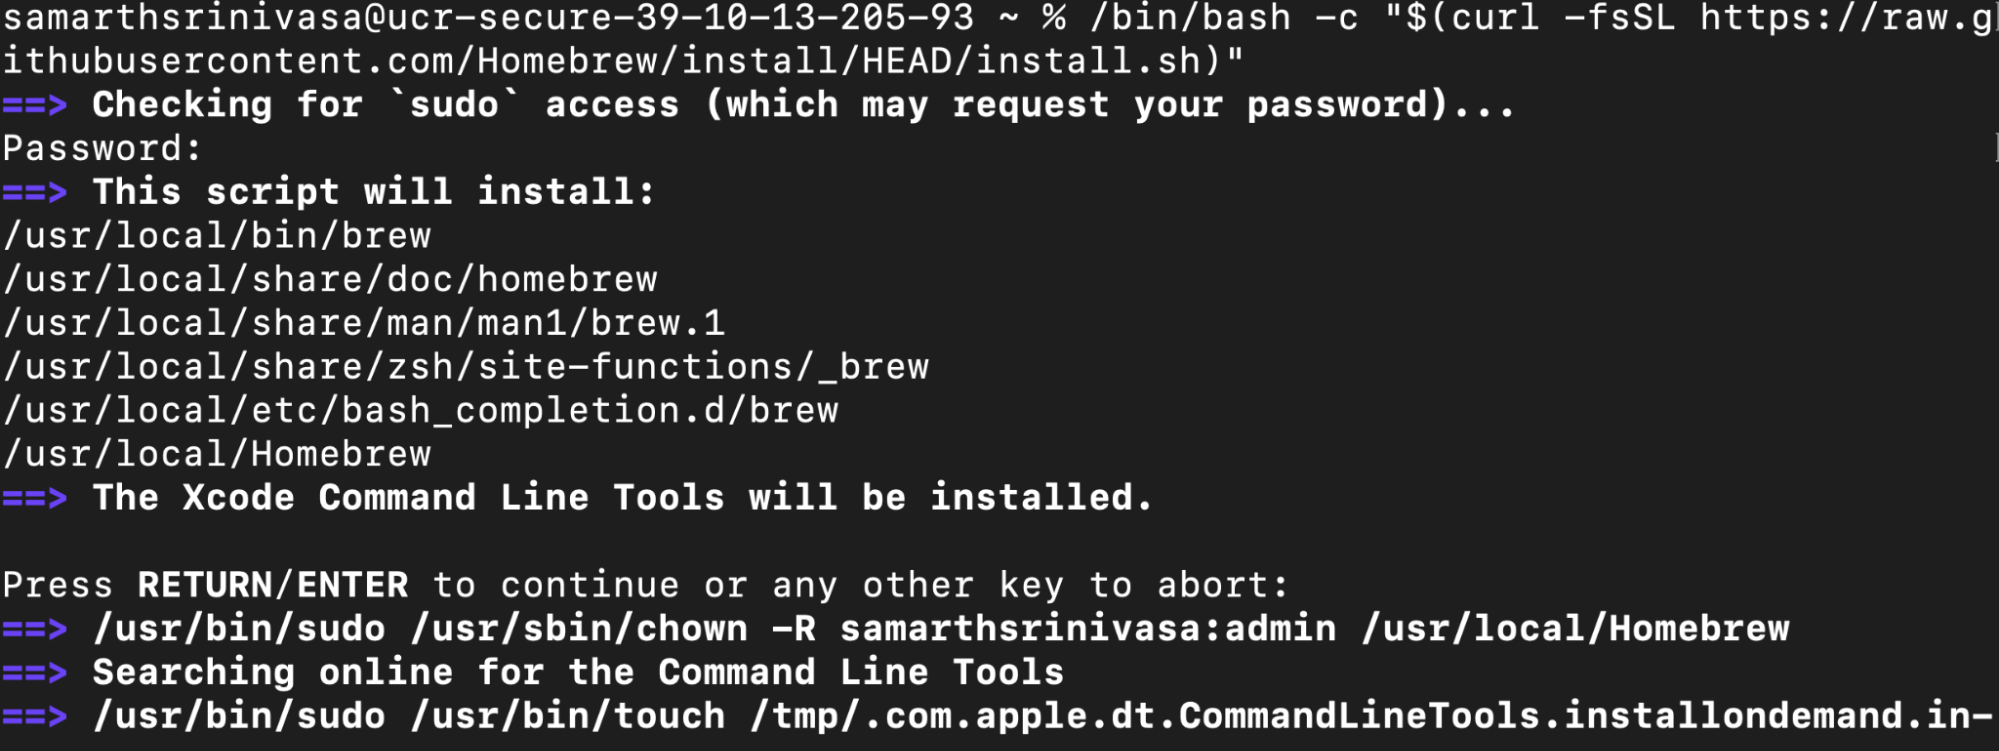 samarthsrinivasa@ucr-secure-39-10-13-205-93 ~ % /bin/bash -c "$(curl -fsSL https://raw.g
ithubusercontent.com/Homebrew/install/HEAD/install.sh)"
==> Checking for `sudo` access (which may request your password)...
Password:
==> This script will install:
/usr/local/bin/brew
/usr/local/share/doc/homebrew
/usr/local/share/man/man1/brew.1
/usr/local/share/zsh/site-functions/_brew
/usr/local/etc/bash_completion.d/brew
/usr/local/Homebrew
==> The Xcode Command Line Tools will be installed.
Press RETURN/ENTER to continue or any other key to abort:
==> /usr/bin/sudo /usr/sbin/chown -R samarthsrinivasa:admin /usr/local/Homebrew
==> Searching online for the Command Line Tools
==> /usr/bin/sudo /usr/bin/touch /tmp/.com.apple.dt.CommandLineTools.installondemand.in-